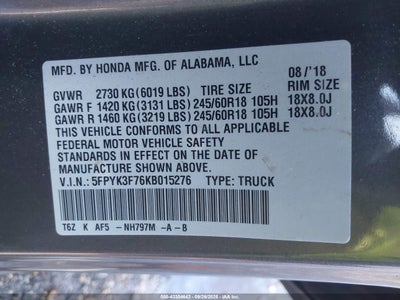 MFD. BY HONDA MFG. OF ALABAMA, LLC
08/'18
GVWR 2730 KG(6019 LBS) TIRE SIZE RIM SIZE
GAWR F 1420 KG(3131 LBS) 245/60R18 105H 18X8.0J
GAWR R 1460 KG(3219 LBS) 245/60R18 105H 18X8.0J
THIS VEHICLE CONFORMS TO ALL APPLICABLE
FEDERAL MOTOR VEHICLE SAFETY
STANDARDS IN EFFECT ON THE DATE OF
MANUFACTURE SHOWN ABOVE.
V.I.N.: 5FPYK3F76KB015276 TYPE: TRUCK
T6Z K AF5 -NH797M -A-B